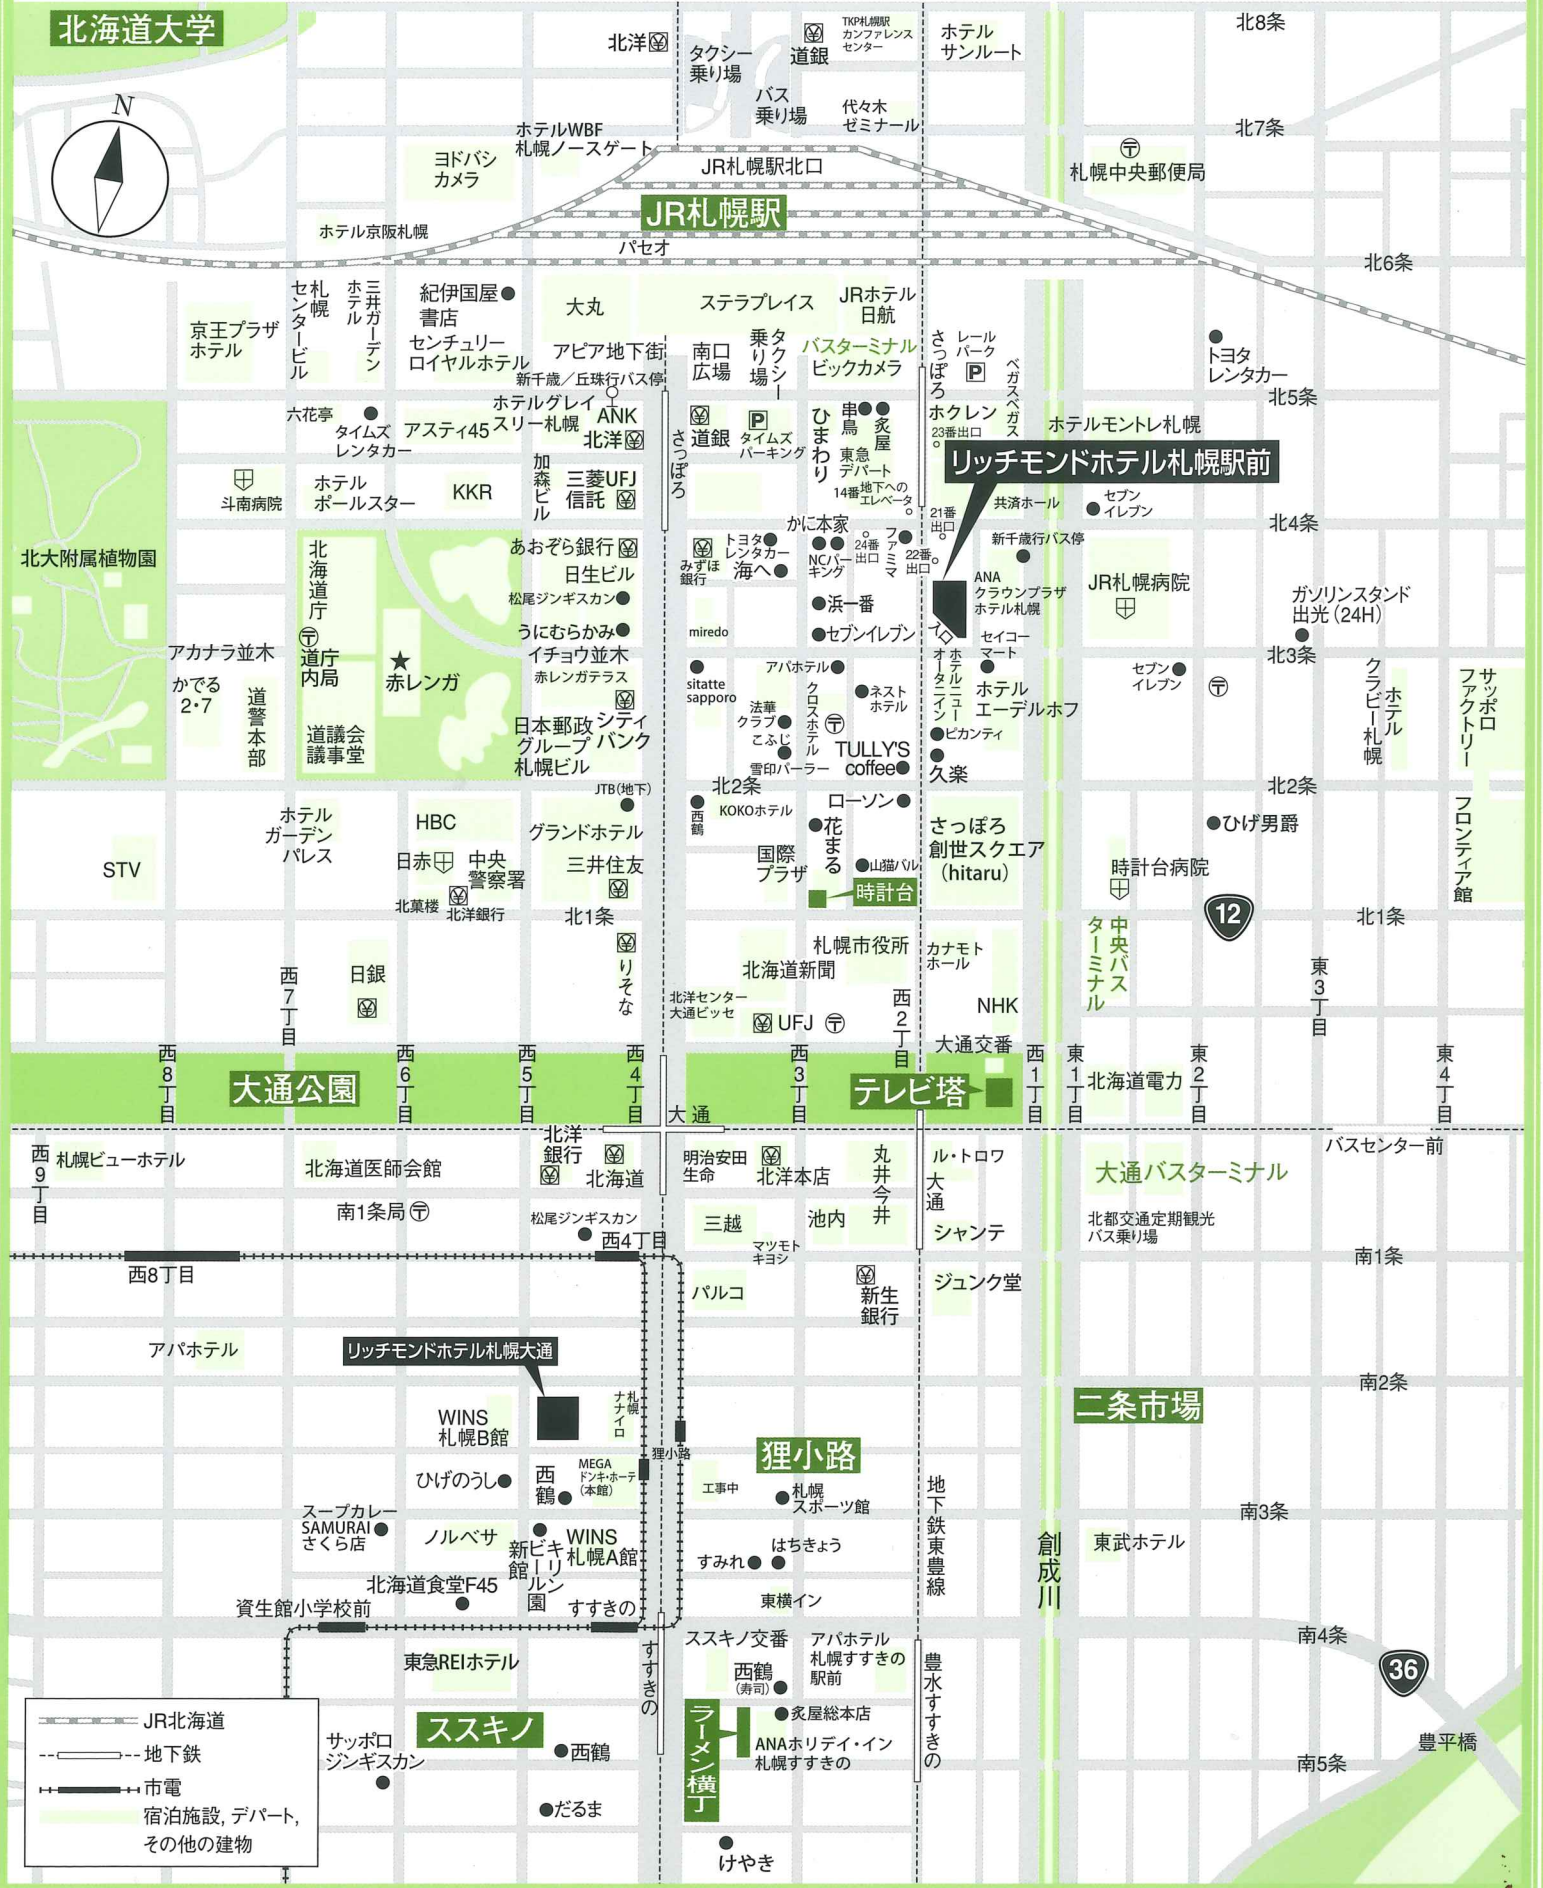 北海道大学
北洋
タクシー
乗り場
道銀
TKP札幌駅
カンファレンス
センター
ホテル
サンルート
北8条
N
バス
乗り場
代々木
ゼミナール
北7条
ホテルWBF
札幌ノースゲート
ヨドバシ
カメラ
JR札幌駅北口
札幌中央郵便局
JR札幌駅
ホテル京阪札幌
パセオ
北6条
京王プラザ
ホテル
札幌
センタービル
三井ガーデン
ホテル
紀伊国屋
書店
センチュリー
ロイヤルホテル
大丸
アピア地下街
新千歳/丘珠行バス停
ステラプレイス
南口
広場
タクシー
乗り場
JRホテル
日航
バスターミナル
ビックカメラ
さっぽろ
レール
パーク
P
ベガスベガス
トヨタ
レンタカー
北5条
六花亭
タイムズ
レンタカー
アスティ45
ホテルグレイ
スリー札幌
ANK
北洋
さっぽろ
道銀
P
タイムズ
パーキング
ひまわり
串鳥
炙屋
東急
デパート
14番地下への
エレベータ
ホクレン
23番出口
ホテルモントレ札幌
リッチモンドホテル札幌駅前
斗南病院
ホテル
ポールスター
KKR
加森ビル
三菱UFJ
信託
21番
出口
共済ホール
セブン
イレブン
北4条
北大附属植物園
北海道庁
あおぞら銀行
日生ビル
松尾ジンギスカン
うにむらかみ
イチョウ並木
赤レンガテラス
みずほ
銀行
トヨタ
レンタカー
海へ
かに本家
NCパー
キング
24番
出口
ファミマ
22番
出口
新千歳行バス停
ANA
クラウンプラザ
ホテル札幌
JR札幌病院
ガソリンスタンド
出光(24H)
浜一番
miredo
セブンイレブン
セイコー
マート
北3条
アカナラ並木
道庁
内局
赤レンガ
かでる
2・7
道警本部
道議会
議事堂
日本郵政
グループ
札幌ビル
シティ
バンク
sitatte
sapporo
アパホテル
法華
クラブ
こふじ
雪印パーラー
クロスホテル
ネスト
ホテル
TULLY'S
coffee
ホテルニュー
オータニイン
ホテル
エーデルホフ
ピカンティ
久楽
セブン
イレブン
ホテル
クラビー札幌
サッポロ
ファクトリー
北2条
JTB(地下)
北2条
STV
ホテル
ガーデン
パレス
HBC
日赤
中央
警察署
北菓楼
北洋銀行
グランドホテル
三井住友
西鶴
KOKOホテル
国際
プラザ
ローソン
花まる
山猫バル
時計台
さっぽろ
創世スクエア
(hitaru)
ひげ男爵
時計台病院
フロンティア館
12
北1条
北1条
日銀
西7丁目
りそな
北洋センター
大通ビッセ
北海道新聞
札幌市役所
カナモト
ホール
UFJ
西2丁目
NHK
大通交番
中央バス
ターミナル
東3丁目
西8丁目
大通公園
西6丁目
西5丁目
西4丁目
大通
西3丁目
テレビ塔
西1丁目
東1丁目
北海道電力
東2丁目
東4丁目
バスセンター前
西9丁目
札幌ビューホテル
北海道医師会館
北洋
銀行
北海道
明治安田
生命
北洋本店
丸井今井
ル・トロワ
大通
大通バスターミナル
南1条局
松尾ジンギスカン
西4丁目
三越
池内
マツモト
キヨシ
シャンテ
北都交通定期観光
バス乗り場
南1条
西8丁目
パルコ
新生
銀行
ジュンク堂
アパホテル
リッチモンドホテル札幌大通
南2条
WINS
札幌B館
札幌
ナナイロ
二条市場
狸小路
狸小路
ひげのうし
西鶴
MEGA
ドンキ・ホーテ
(本館)
工事中
札幌
スポーツ館
地下鉄東豊線
南3条
スープカレー
SAMURAI
さくら店
ノルベサ
キリン
ビール園
新館
WINS
札幌A館
すみれ
はちきょう
創成川
東武ホテル
北海道食堂F45
東横イン
資生館小学校前
すすきの
ススキノ交番
アパホテル
札幌すすきの
駅前
南4条
36
東急REIホテル
すすきの
西鶴
(寿司)
豊水すすきの
JR北海道
地下鉄
市電
宿泊施設, デパート,
その他の建物
ススキノ
サッポロ
ジンギスカン
西鶴
だるま
ラーメン横丁
炙屋総本店
ANAホリデイ・イン
札幌すすきの
南5条
豊平橋
けやき